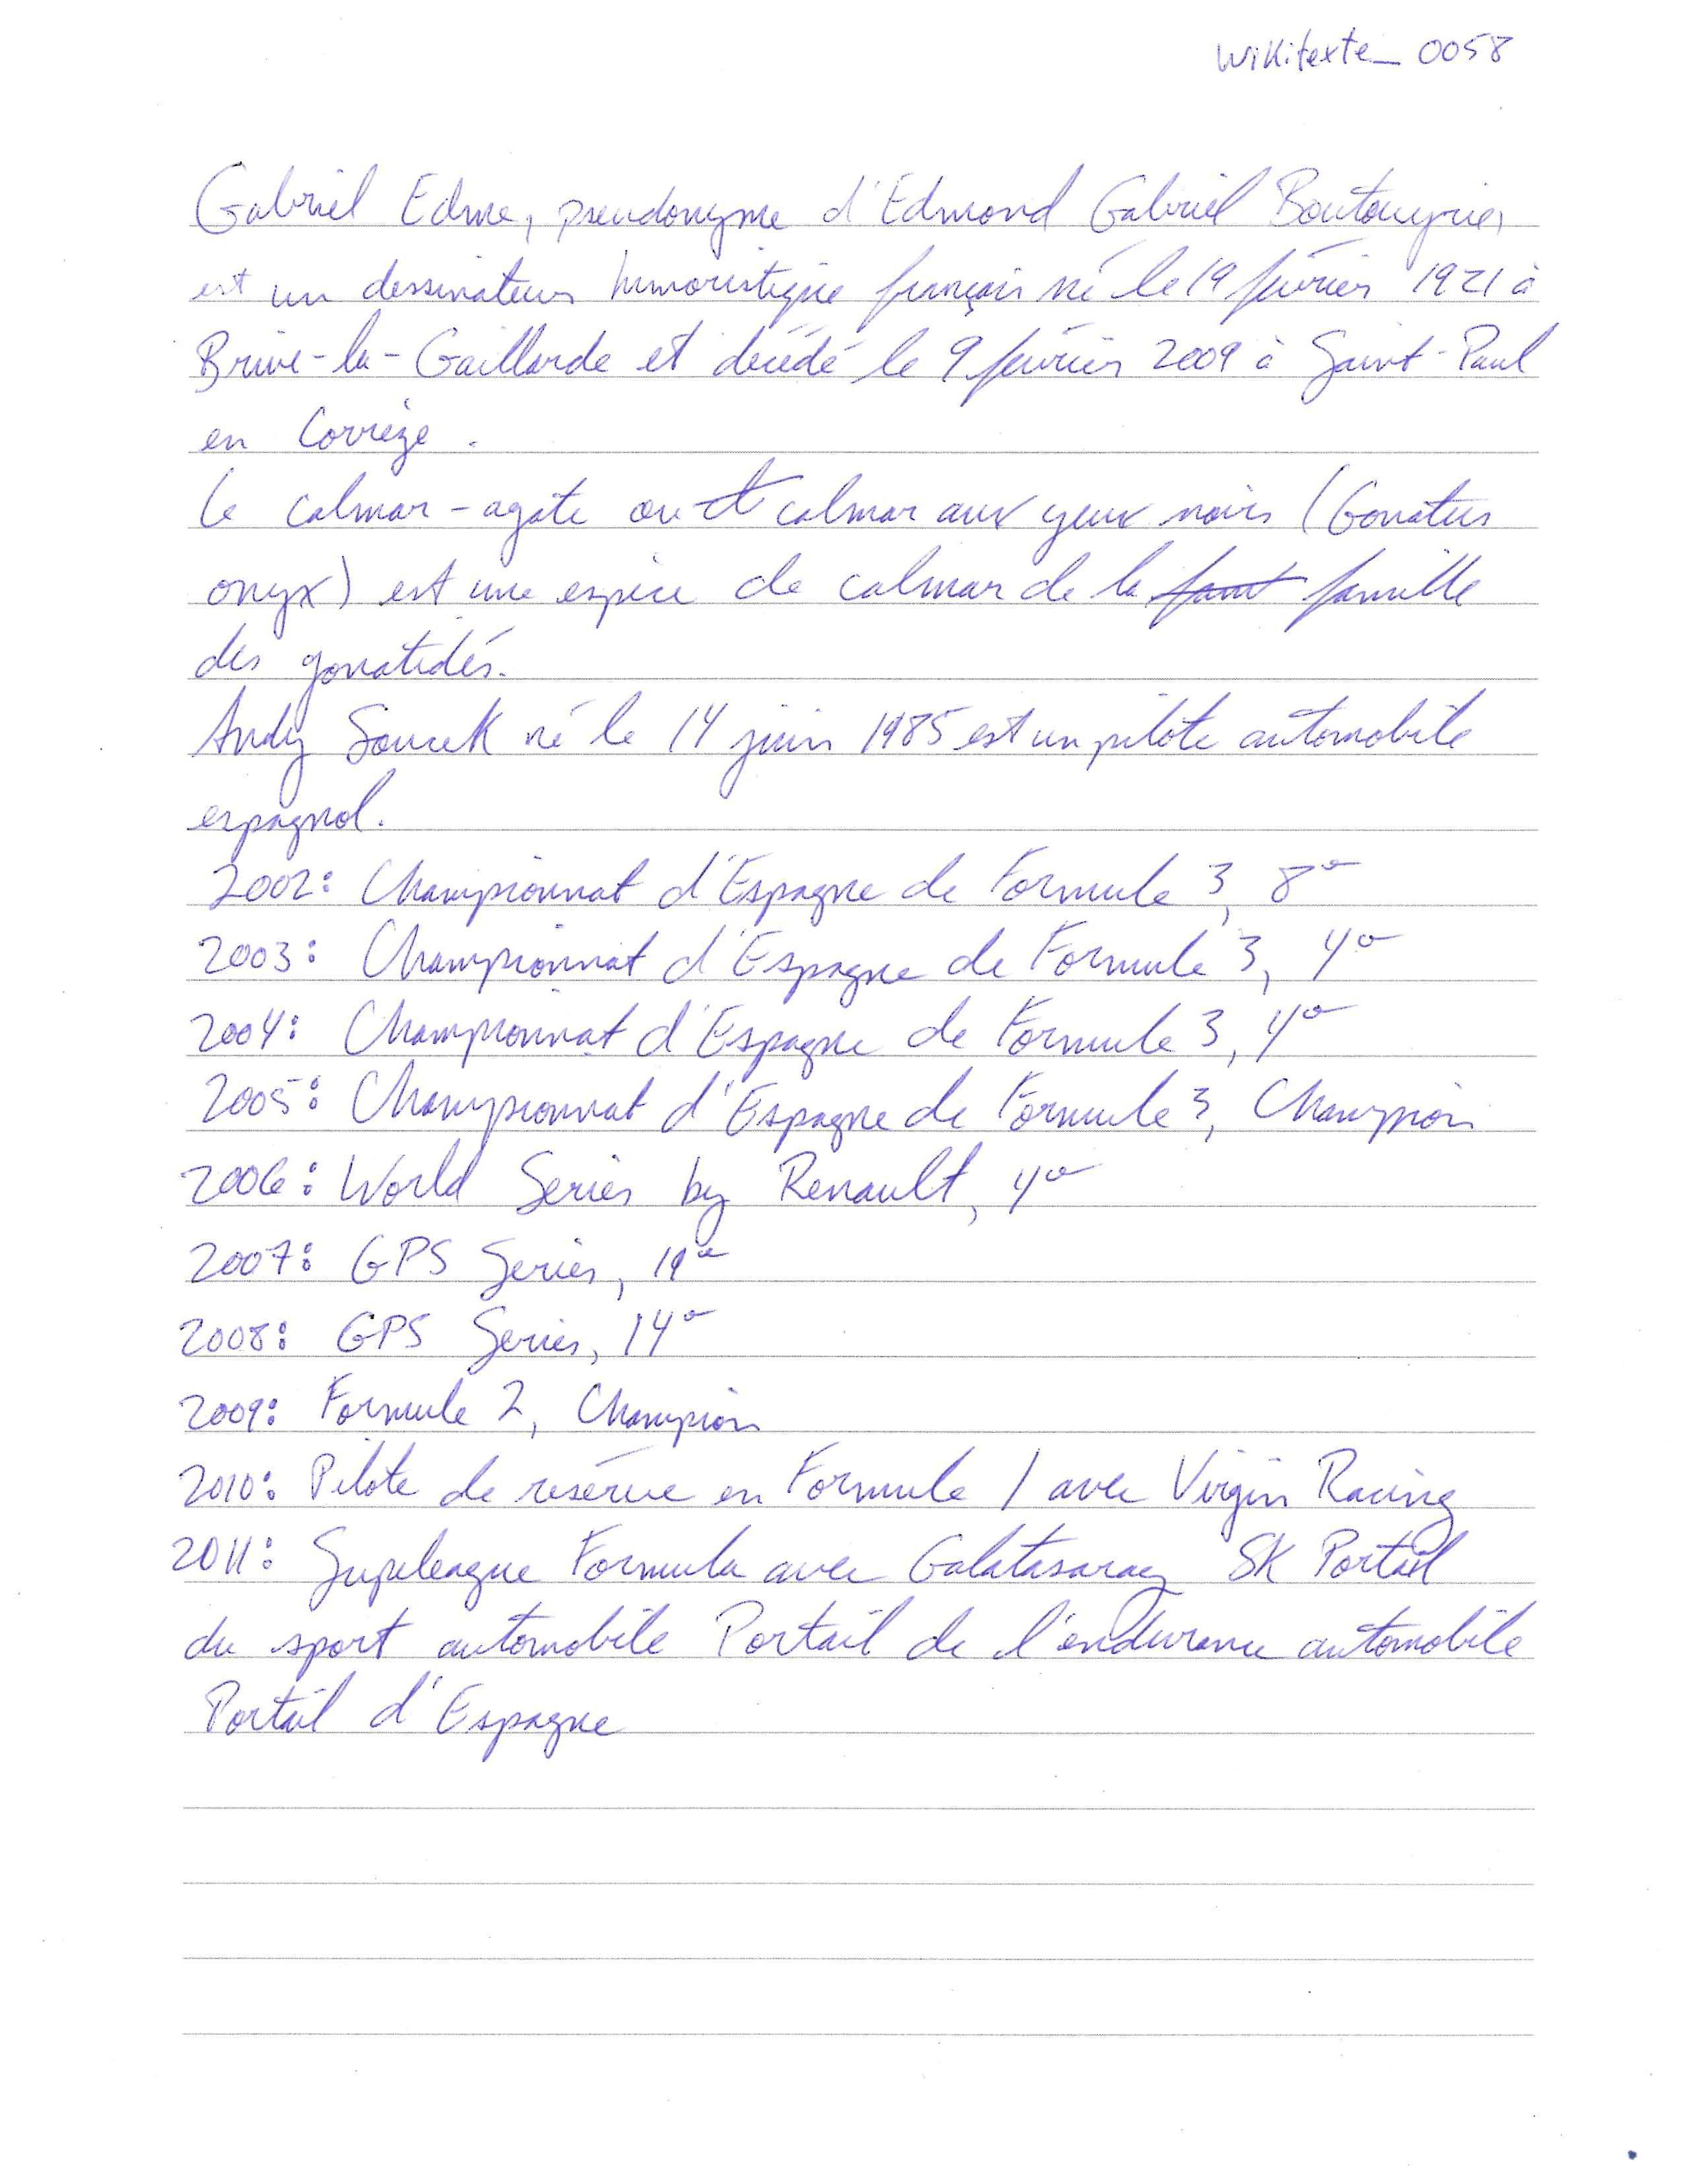 Wikitexte_0058
Gabriel Edme, pseudonyme d'Edmond Gabriel Boutouyrie,
est un dessinateur humoristique français né le 19 février 1921 à
Brive-la-Gaillarde et décédé le 9 février 2009 à Saint-Paul
en Corrèze.
Le calmar-agate ou calmar aux yeux noirs (Gonatus
onyx) est une espèce de calmar de la famille
des gonatidés.
Andy Soucek né le 14 juin 1985 est un pilote automobile
espagnol.
2002: Championnat d'Espagne de Formule 3, 8e
2003: Championnat d'Espagne de Formule 3, 4e
2004: Championnat d'Espagne de Formule 3, 4e
2005: Championnat d'Espagne de Formule 3, Champion
2006: World Series by Renault, 4e
2007: GPS Series, 19e
2008: GPS Series, 14e
2009: Formule 2, Champion
2010: Pilote de réserve en Formule 1 avec Virgin Racing
2011: Supeleague Formula avec Galatasaray SK Portail
du sport automobile Portail de l'endurance automobile
Portail d'Espagne